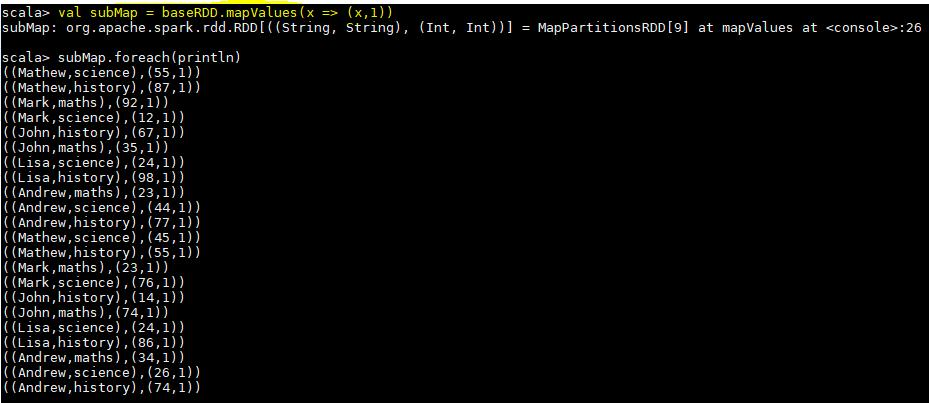 scala> val subMap = baseRDD.mapValues(x => (x,1))
subMap: org.apache.spark.rdd.RDD[((String, String), (Int, Int))] = MapPartitionsRDD[9] at mapValues at <console>:26
scala> subMap.foreach(println)
((Mathew,science),(55,1))
((Mathew,history),(87,1))
((Mark,maths),(92,1))
((Mark,science),(12,1))
((John,history),(67,1))
((John,maths),(35,1))
((Lisa,science),(24,1))
((Lisa,history),(98,1))
((Andrew,maths),(23,1))
((Andrew,science),(44,1))
((Andrew,history),(77,1))
((Mathew,science),(45,1))
((Mathew,history),(55,1))
((Mark,maths),(23,1))
((Mark,science),(76,1))
((John,history),(14,1))
((John,maths),(74,1))
((Lisa,science),(24,1))
((Lisa,history),(86,1))
((Andrew,maths),(34,1))
((Andrew,science),(26,1))
((Andrew,history),(74,1))